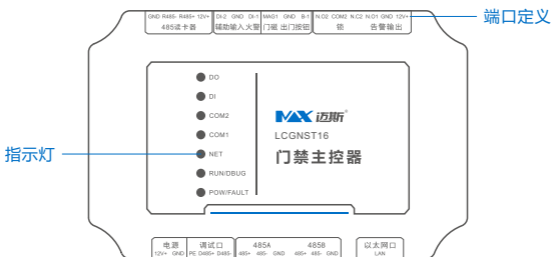 GND R485- R485+ 12V+ DI-2 GND DI-1 MAG1 GND B-1 N.O2 COM2 N.C2 N.O1 GND 12V+
485读卡器 辅助输入 火警 门磁 出门按钮 锁 告警输出
端口定义
DO
DI
COM2
COM1
NET
RUN/DBUG
POW/FAULT
指示灯
MAX 迈斯
LCGNST16
门禁主控器
电源 调试口 485A 485B 以太网口
12V+ GND PE D485+ D485- 485+ 485- GND 485+ 485- GND LAN